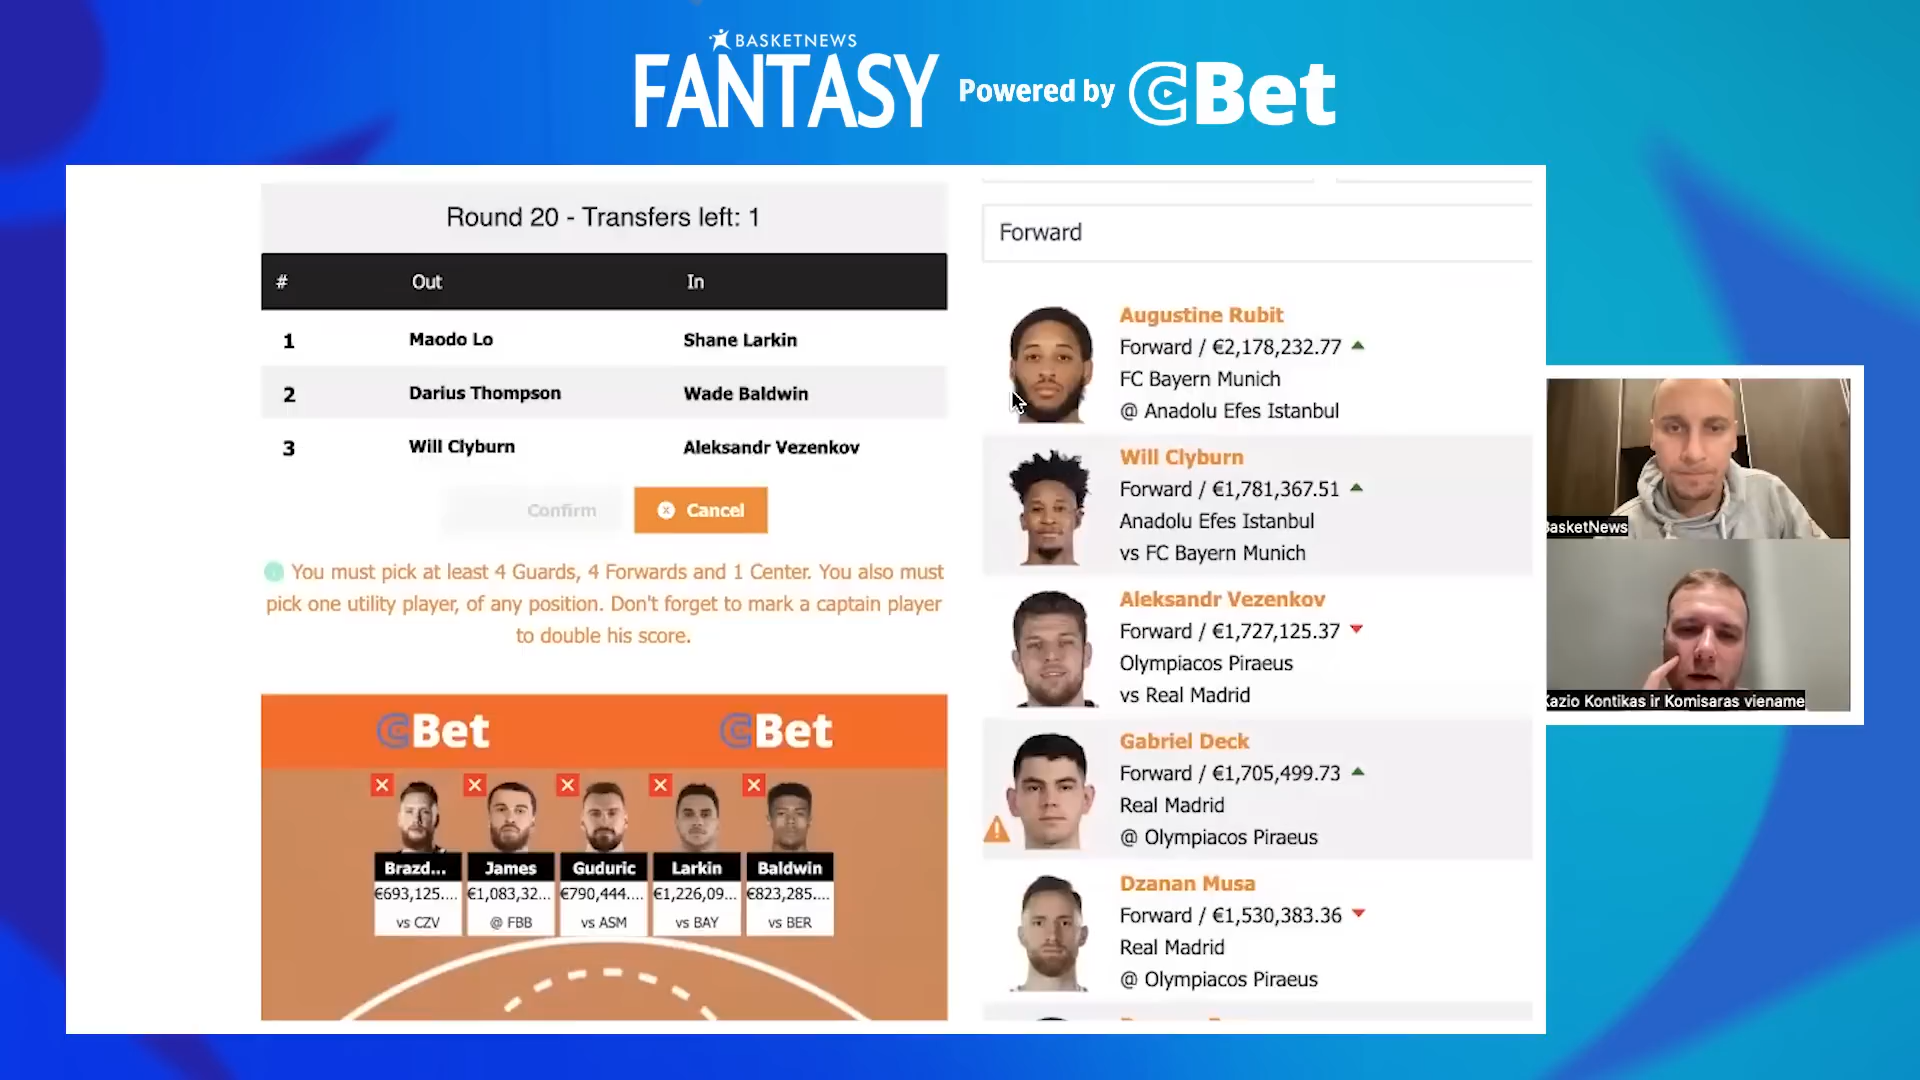 BASKETNEWS
FANTASY Powered by CBet
Round 20 - Transfers left: 1
# Out In
1 Maodo Lo Shane Larkin
2 Darius Thompson Wade Baldwin
3 Will Clyburn Aleksandr Vezenkov
Confirm Cancel
You must pick at least 4 Guards, 4 Forwards and 1 Center. You also must
pick one utility player, of any position. Don't forget to mark a captain player
to double his score.
CBet CBet
Brazd... James Guduric Larkin Baldwin
€693,125.... €1,083,32... €790,444.... €1,226,09... €823,285....
vs CZV @ FBB vs ASM vs BAY vs BER
Forward
Augustine Rubit
Forward / €2,178,232.77
FC Bayern Munich
@ Anadolu Efes Istanbul
Will Clyburn
Forward / €1,781,367.51
Anadolu Efes Istanbul
vs FC Bayern Munich
Aleksandr Vezenkov
Forward / €1,727,125.37
Olympiacos Piraeus
vs Real Madrid
Gabriel Deck
Forward / €1,705,499.73
Real Madrid
@ Olympiacos Piraeus
Dzanan Musa
Forward / €1,530,383.36
Real Madrid
@ Olympiacos Piraeus
BasketNews
Kazio Kontikas ir Komisaras viename